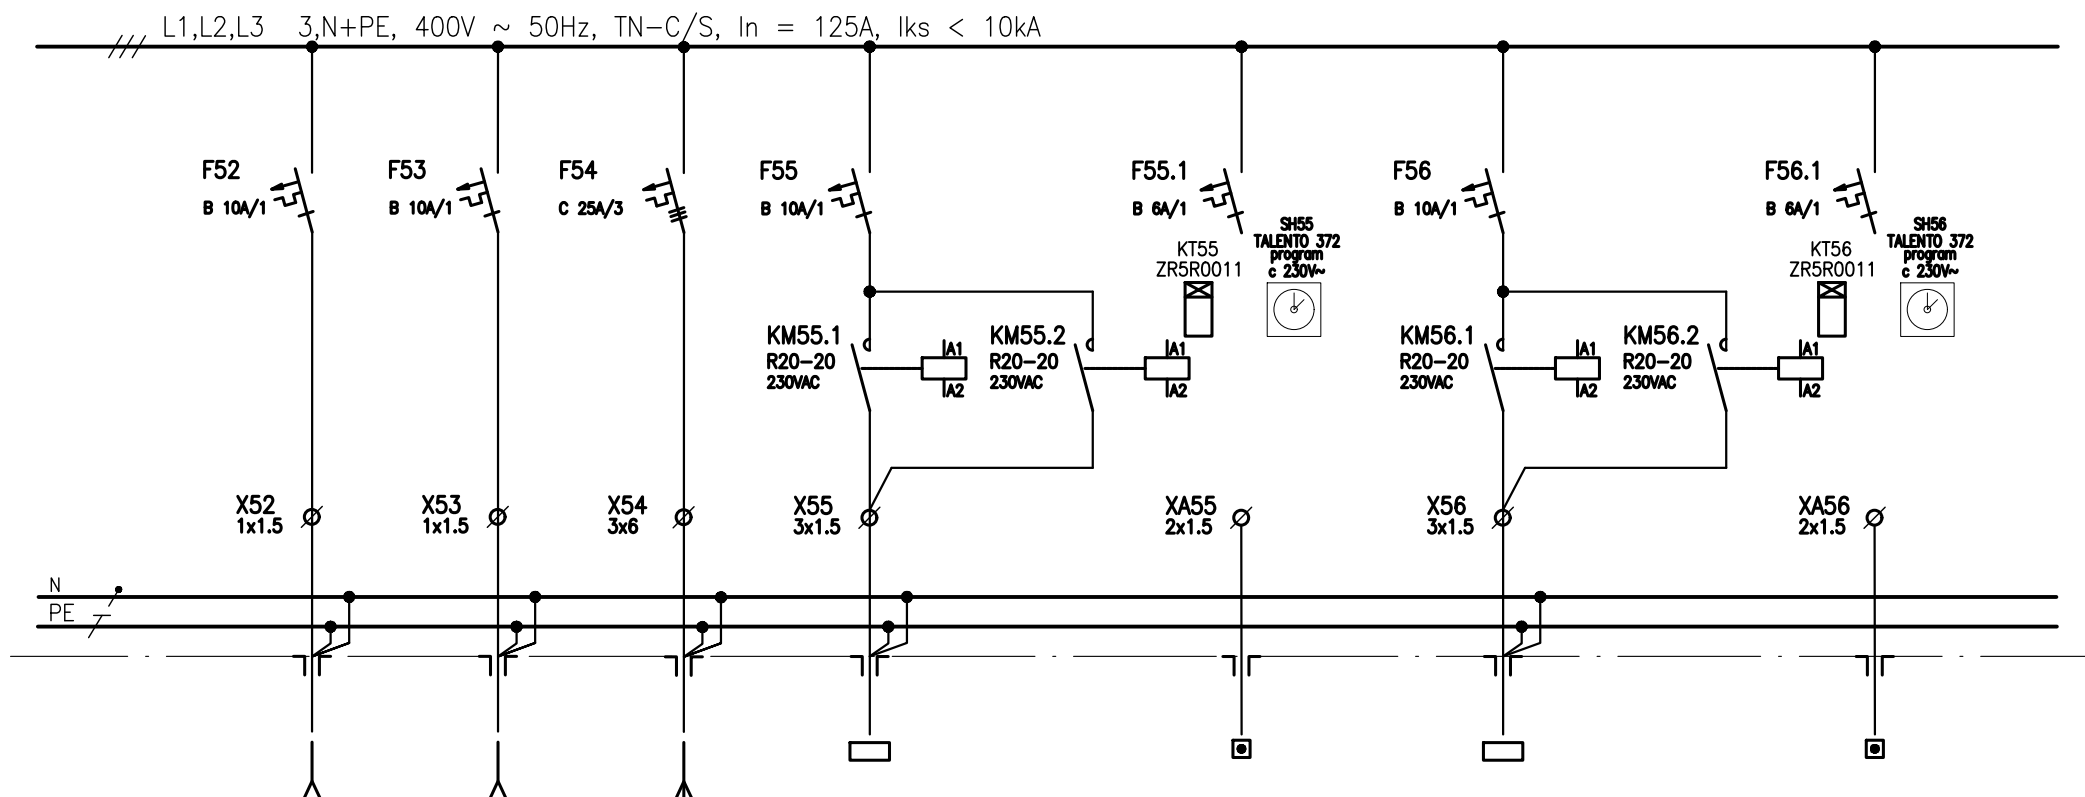 L1,L2,L3 3,N+PE, 400V ~ 50Hz, TN-C/S, In = 125A, Iks < 10kA
F52
B 10A/1
F53
B 10A/1
F54
C 25A/3
F55
B 10A/1
F55.1
B 6A/1
F56
B 10A/1
F56.1
B 6A/1
KT55
ZR5R0011
SH55
TALENTO 372
program
c 230V~
KT56
ZR5R0011
SH56
TALENTO 372
program
c 230V~
KM55.1
R20-20
230VAC
A1
A2
KM55.2
R20-20
230VAC
A1
A2
KM56.1
R20-20
230VAC
A1
A2
KM56.2
R20-20
230VAC
A1
A2
X52
1x1.5
X53
1x1.5
X54
3x6
X55
3x1.5
XA55
2x1.5
X56
3x1.5
XA56
2x1.5
N
PE